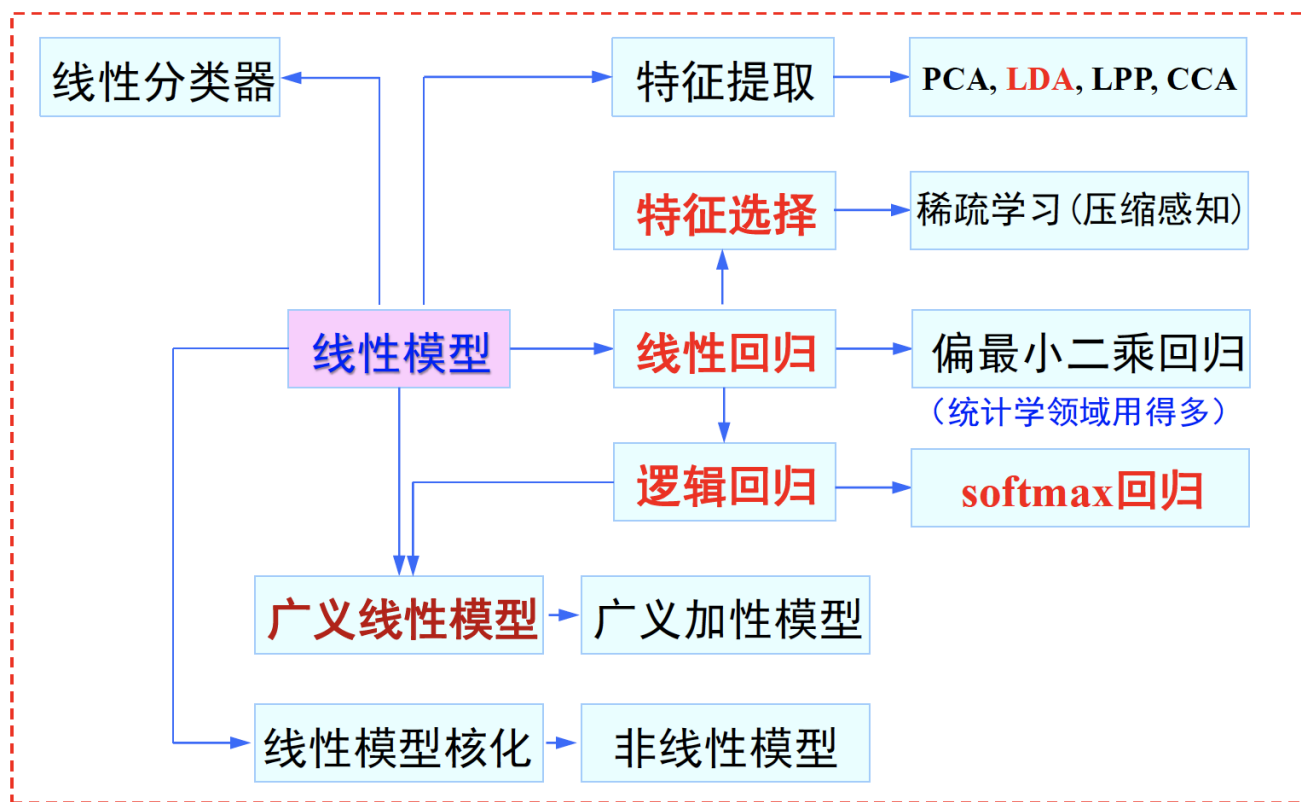 线性分类器
特征提取
PCA, LDA, LPP, CCA
特征选择
稀疏学习(压缩感知)
线性模型
线性回归
偏最小二乘回归
（统计学领域用得多）
逻辑回归
softmax回归
广义线性模型
广义加性模型
线性模型核化
非线性模型